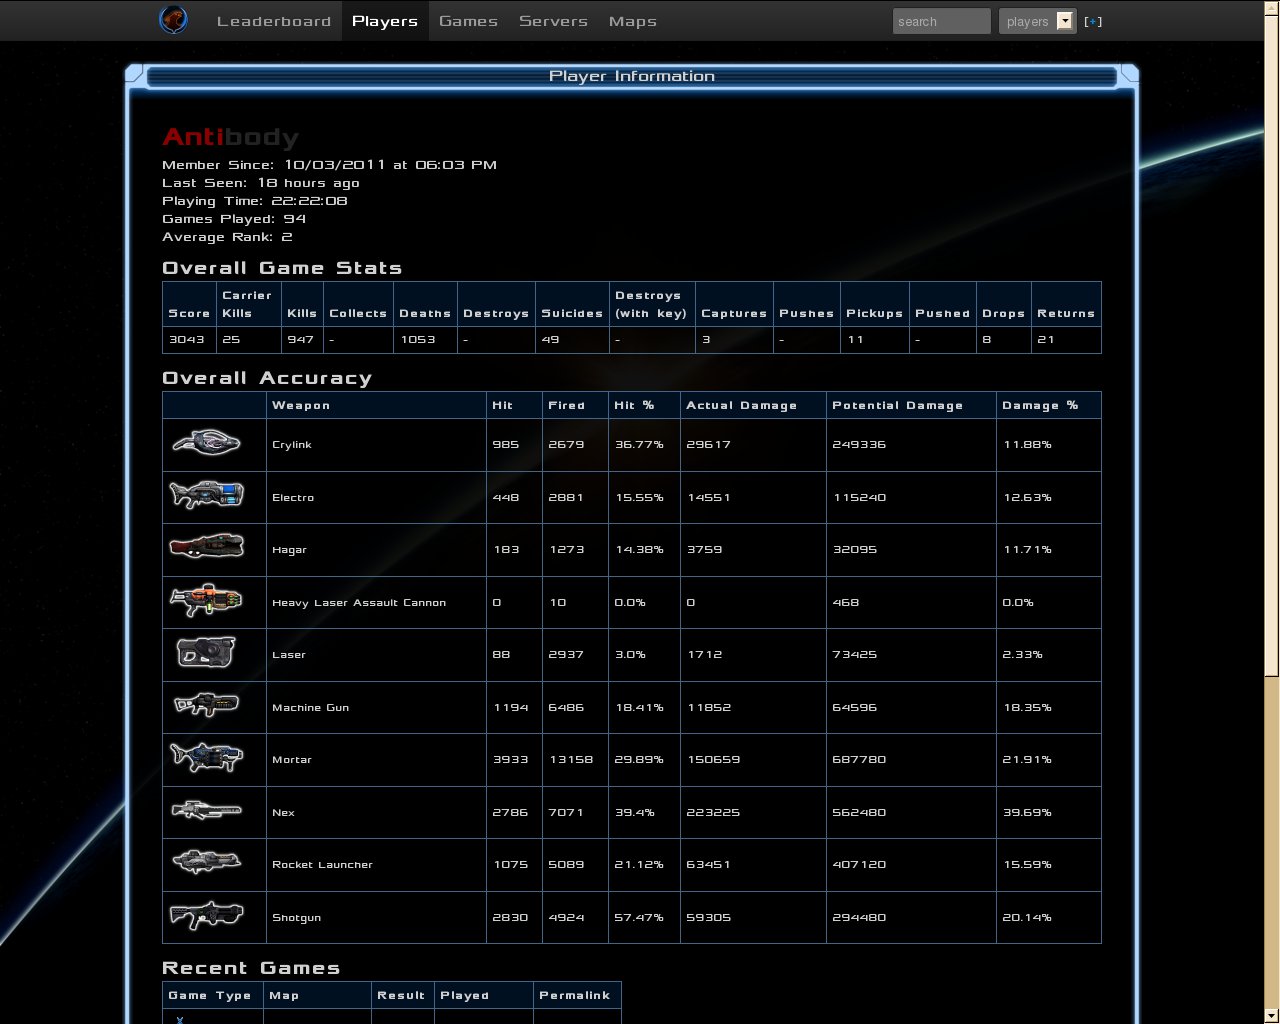 Leaderboard Players Games Servers Maps search players [+]
Player Information
Antibody
Member Since: 10/03/2011 at 06:03 PM
Last Seen: 18 hours ago
Playing Time: 22:22:08
Games Played: 94
Average Rank: 2
Overall Game Stats
Score Carrier Kills Kills Collects Deaths Destroys Suicides Destroys (with key) Captures Pushes Pickups Pushed Drops Returns
3043 25 947 - 1053 - 49 - 3 - 11 - 8 21
Overall Accuracy
Weapon Hit Fired Hit % Actual Damage Potential Damage Damage %
Crylink 985 2679 36.77% 29617 249336 11.88%
Electro 448 2881 15.55% 14551 115240 12.63%
Hagar 183 1273 14.38% 3759 32095 11.71%
Heavy Laser Assault Cannon 0 10 0.0% 0 468 0.0%
Laser 88 2937 3.0% 1712 73425 2.33%
Machine Gun 1194 6486 18.41% 11852 64596 18.35%
Mortar 3933 13158 29.89% 150659 687780 21.91%
Nex 2786 7071 39.4% 223225 562480 39.69%
Rocket Launcher 1075 5089 21.12% 63451 407120 15.59%
Shotgun 2830 4924 57.47% 59305 294480 20.14%
Recent Games
Game Type Map Result Played Permalink